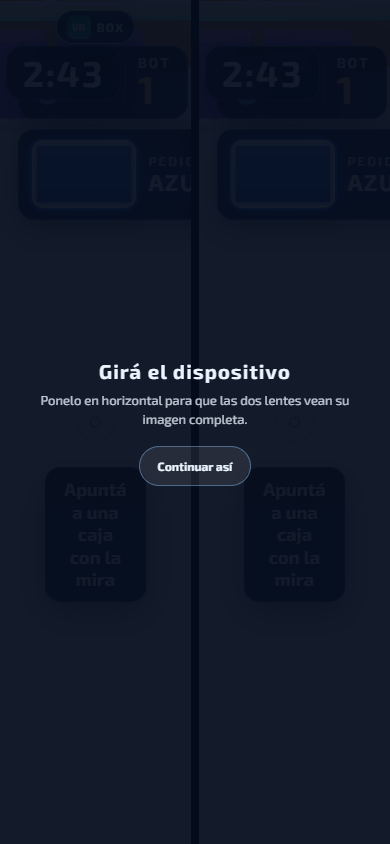 VR BOX
2:43
BOT
1
2:43
BOT
1
AZU
AZU
Girá el dispositivo
Ponelo en horizontal para que las dos lentes vean su
imagen completa.
Continuar así
Apuntá
a una
caja
con la
mira
Apuntá
a una
caja
con la
mira